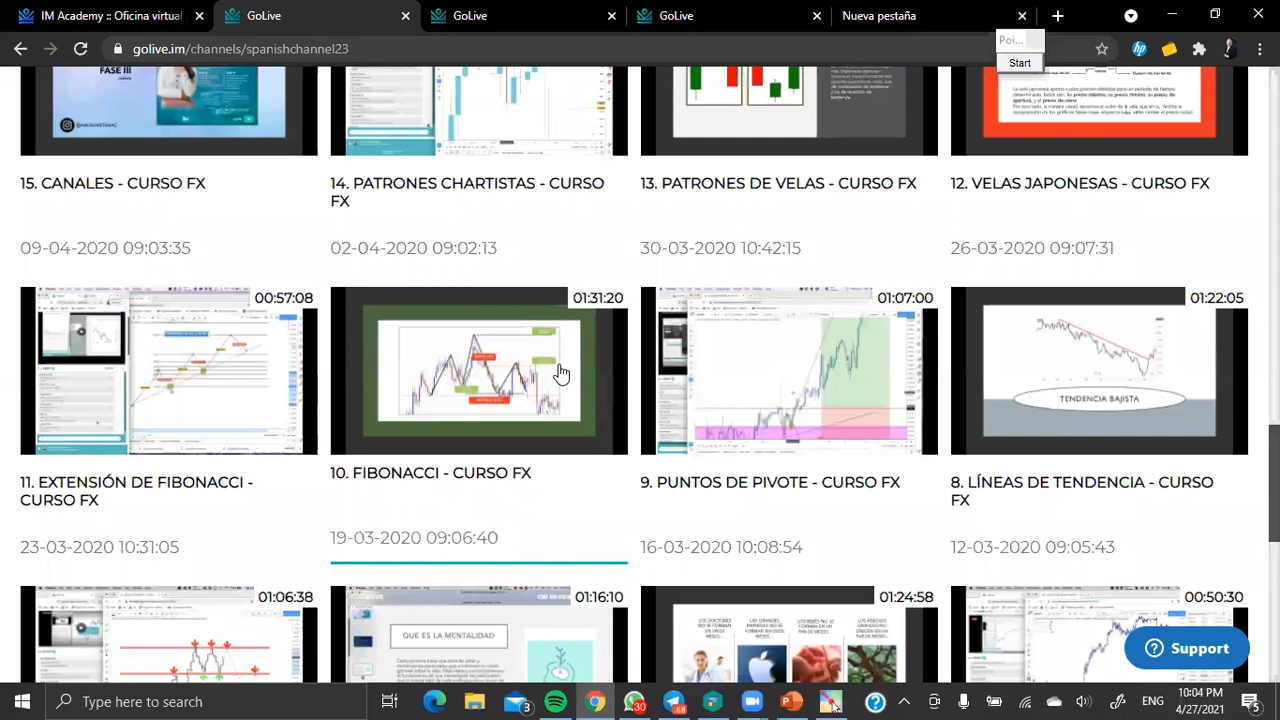 IM Academy :: Oficina virtual
GoLive
GoLive
GoLive
Nueva pestaña
golive.im/channels/spanishchannel23
Poi...
Start
FASE III
15. CANALES - CURSO FX
14. PATRONES CHARTISTAS - CURSO FX
13. PATRONES DE VELAS - CURSO FX
12. VELAS JAPONESAS - CURSO FX
09-04-2020 09:03:35
02-04-2020 09:02:13
30-03-2020 10:42:15
26-03-2020 09:07:31
00:57:08
01:31:20
01:07:00
01:22:05
TENDENCIA BAJISTA
11. EXTENSIÓN DE FIBONACCI - CURSO FX
10. FIBONACCI - CURSO FX
9. PUNTOS DE PIVOTE - CURSO FX
8. LÍNEAS DE TENDENCIA - CURSO FX
23-03-2020 10:31:05
19-03-2020 09:06:40
16-03-2020 10:08:54
12-03-2020 09:05:43
01:06:58
01:16:10
01:24:58
00:50:30
QUE ES LA MENTALIDAD
Support
Type here to search
3
30
68
ENG
10:04 PM
4/27/2021
5